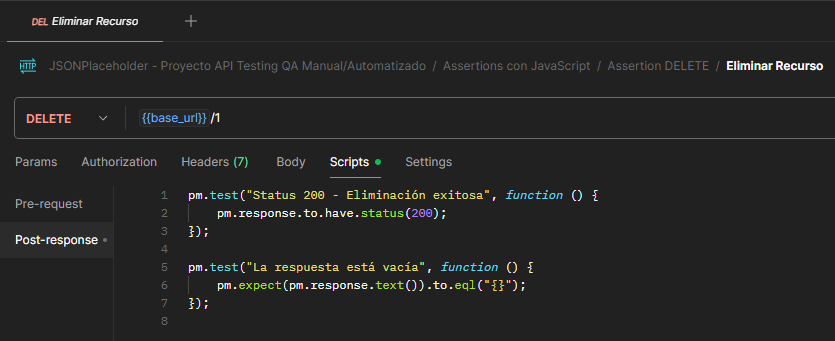 DEL Eliminar Recurso +
HTTP JSONPlaceholder - Proyecto API Testing QA Manual/Automatizado / Assertions con JavaScript / Assertion DELETE / Eliminar Recurso
DELETE {{base_url}} /1
Params Authorization Headers (7) Body Scripts Settings
Pre-request
Post-response
1 pm.test("Status 200 - Eliminación exitosa", function () {
2 pm.response.to.have.status(200);
3 });
4
5 pm.test("La respuesta está vacía", function () {
6 pm.expect(pm.response.text()).to.eql("{}");
7 });
8